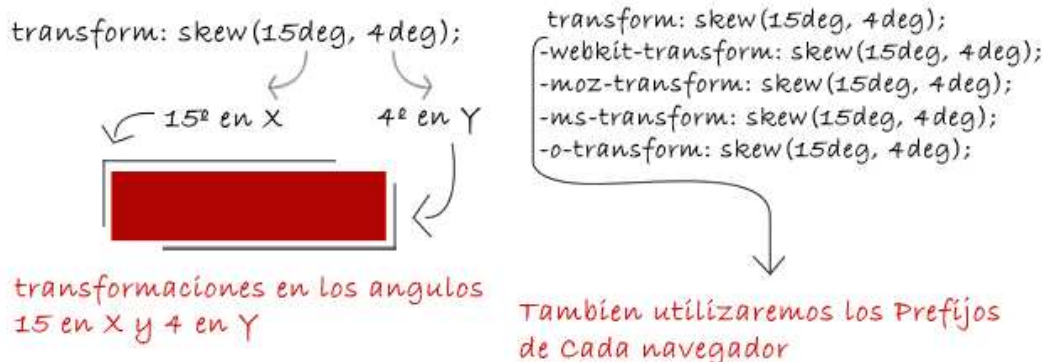 transform: skew(15deg, 4deg);
15º en X
4º en Y
transformaciones en los angulos
15 en X y 4 en Y
transform: skew(15deg, 4deg);
-webkit-transform: skew(15deg, 4deg);
-moz-transform: skew(15deg, 4deg);
-ms-transform: skew(15deg, 4deg);
-o-transform: skew(15deg, 4deg);
Tambien utilizaremos los Prefijos
de Cada navegador